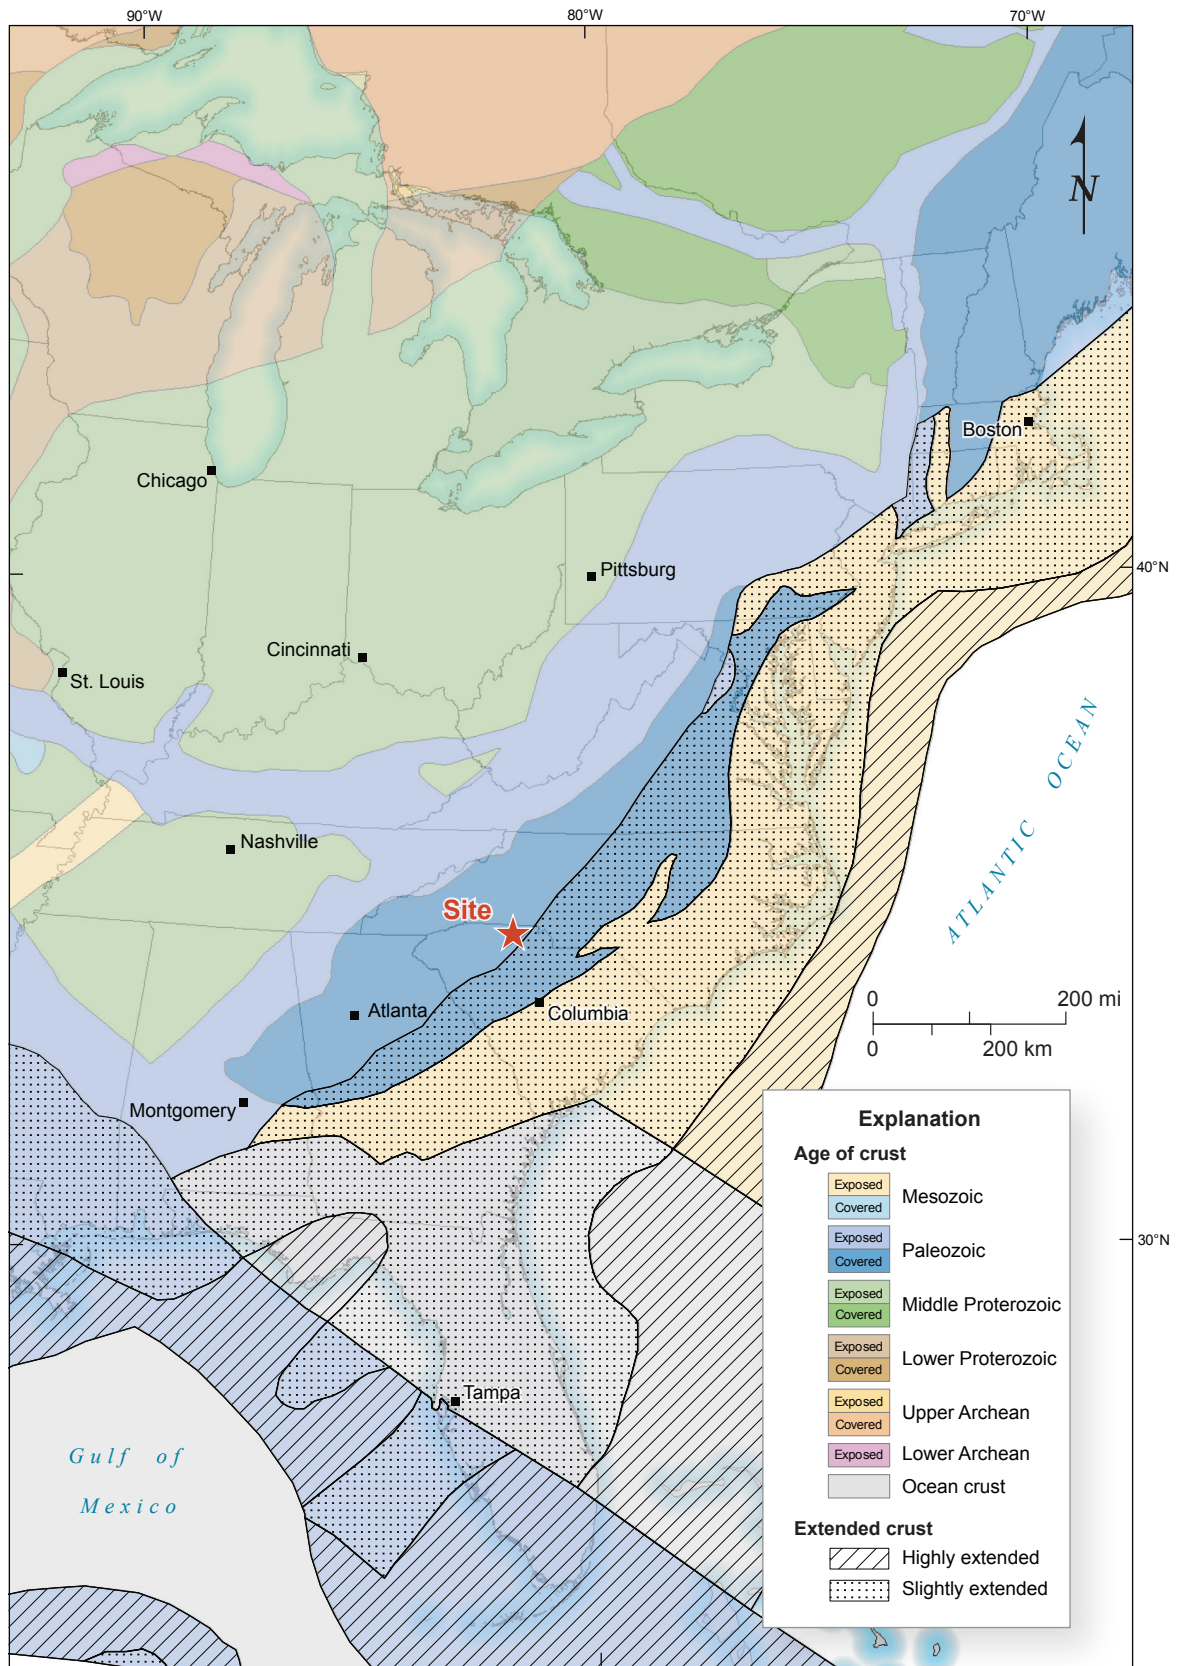 90°W 80°W 70°W
N
Boston
Chicago
Pittsburg
40°N
Cincinnati
St. Louis
ATLANTIC OCEAN
Nashville
Site
0 200 mi
Atlanta
Columbia
0 200 km
Montgomery
Explanation
Age of crust
Exposed
Covered
Mesozoic
Exposed
Covered
Paleozoic
30°N
Exposed
Covered
Middle Proterozoic
Exposed
Covered
Lower Proterozoic
Tampa
Exposed
Covered
Upper Archean
Exposed
Lower Archean
Gulf of
Mexico
Ocean crust
Extended crust
Highly extended
Slightly extended